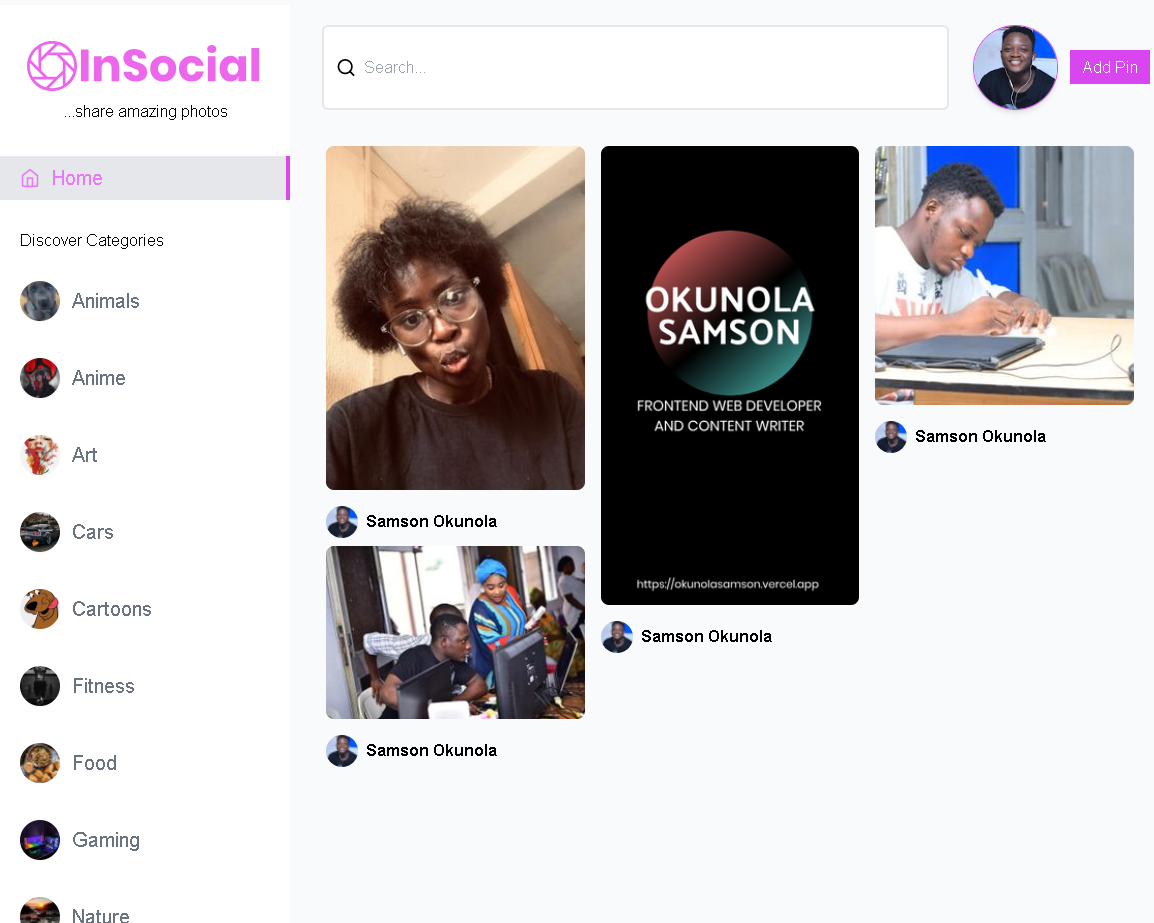 InSocial
...share amazing photos
Home
Discover Categories
Animals
Anime
Art
Cars
Cartoons
Fitness
Food
Gaming
Nature
Search...
Add Pin
Samson Okunola
Samson Okunola
OKUNOLA
SAMSON
FRONTEND WEB DEVELOPER
AND CONTENT WRITER
https://okunolasamson.vercel.app
Samson Okunola
Samson Okunola